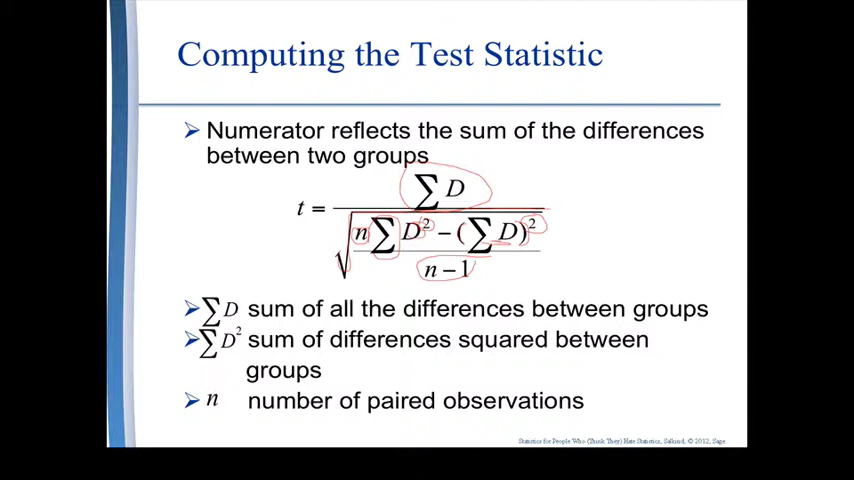 Computing the Test Statistic
➢ Numerator reflects the sum of the differences
between two groups
t = ∑ D / √((n ∑ D² − (∑ D)²) / (n − 1))
➢ ∑ D sum of all the differences between groups
➢ ∑ D² sum of differences squared between
groups
➢ n number of paired observations
Statistics for People Who (Think They) Hate Statistics, Salkind, © 2012, Sage